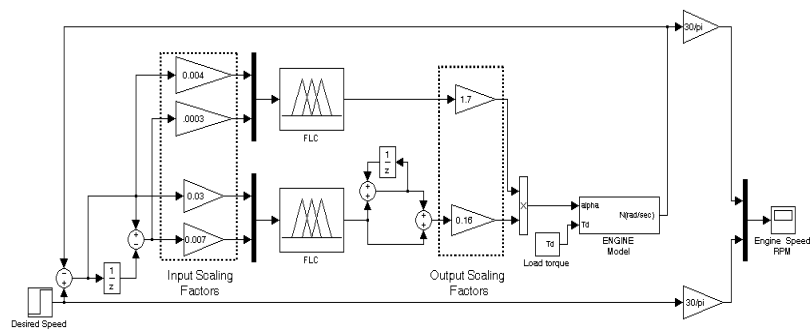 30/pi
0.004
.0003
FLC
1.7
1
z
0.03
0.007
FLC
0.16
X
alpha
Td
N(rad/sec)
ENGINE
Model
Td
Load torque
Engine Speed
RPM
1
z
Input Scaling
Factors
Output Scaling
Factors
Desired Speed
30/pi